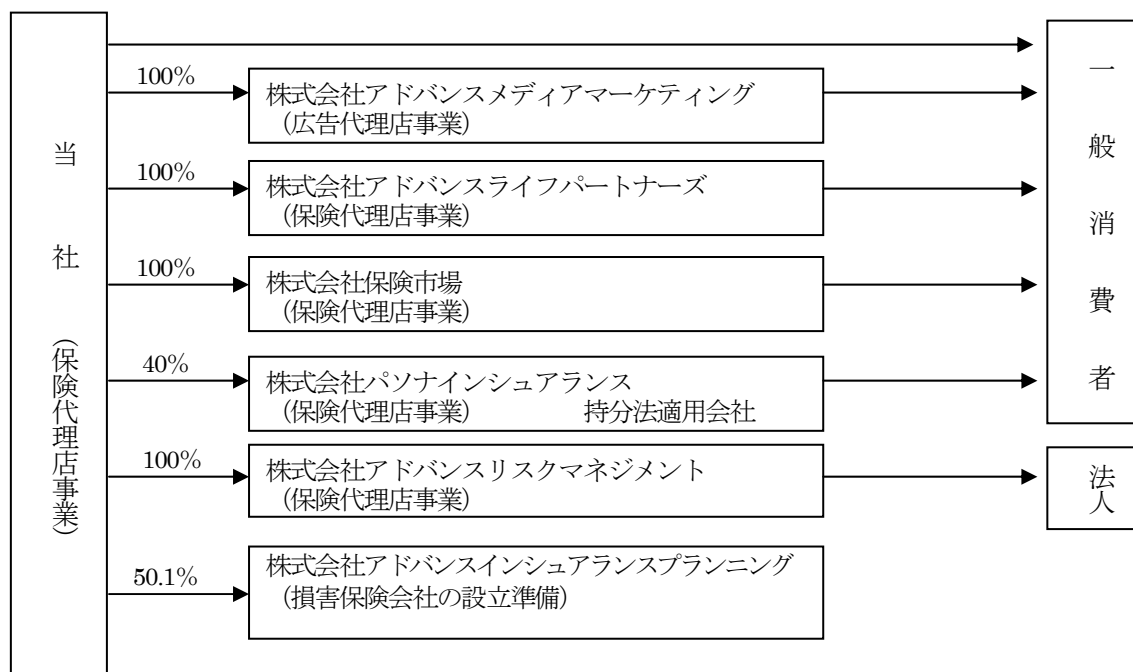 当社
（保険代理店事業）
100%
株式会社アドバンスメディアマーケティング
（広告代理店事業）
100%
株式会社アドバンスライフパートナーズ
（保険代理店事業）
100%
株式会社保険市場
（保険代理店事業）
40%
株式会社パソナインシュアランス
（保険代理店事業） 持分法適用会社
100%
株式会社アドバンスリスクマネジメント
（保険代理店事業）
50.1%
株式会社アドバンスインシュアランスプランニング
（損害保険会社の設立準備）
一般消費者
法人